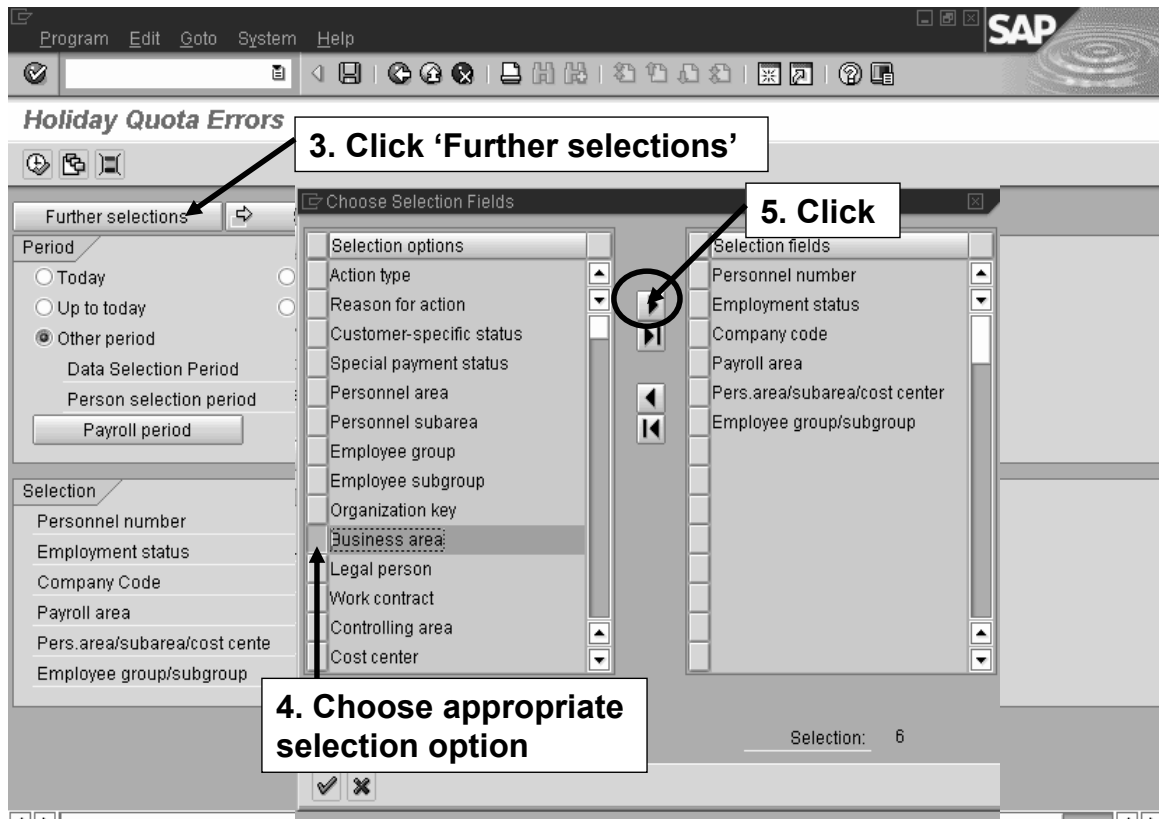 Program Edit Goto System Help
SAP
Holiday Quota Errors
3. Click ‘Further selections’
Further selections
Choose Selection Fields
5. Click
Period
Today
Up to today
Other period
Data Selection Period
Person selection period
Payroll period
Selection
Personnel number
Employment status
Company Code
Payroll area
Pers.area/subarea/cost cente
Employee group/subgroup
Selection options
Action type
Reason for action
Customer-specific status
Special payment status
Personnel area
Personnel subarea
Employee group
Employee subgroup
Organization key
Business area
Legal person
Work contract
Controlling area
Cost center
Selection fields
Personnel number
Employment status
Company code
Payroll area
Pers.area/subarea/cost center
Employee group/subgroup
4. Choose appropriate
selection option
Selection: 6